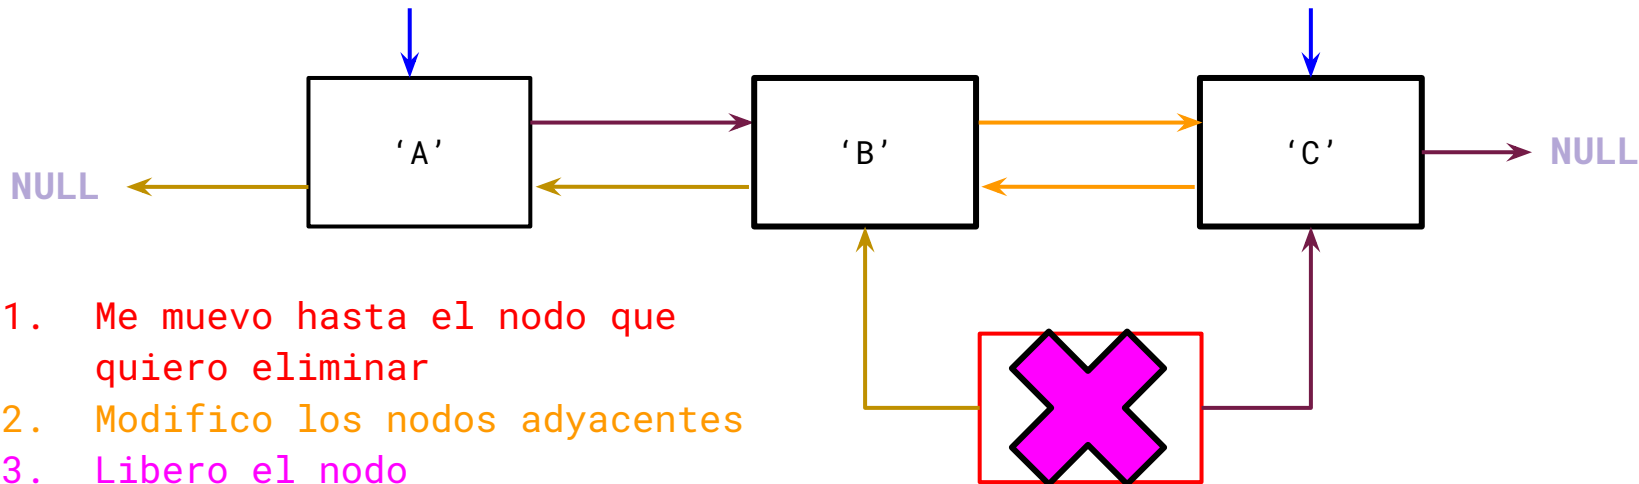 ‘A’ ‘B’ ‘C’ NULL
NULL
1. Me muevo hasta el nodo que
quiero eliminar
2. Modifico los nodos adyacentes
3. Libero el nodo